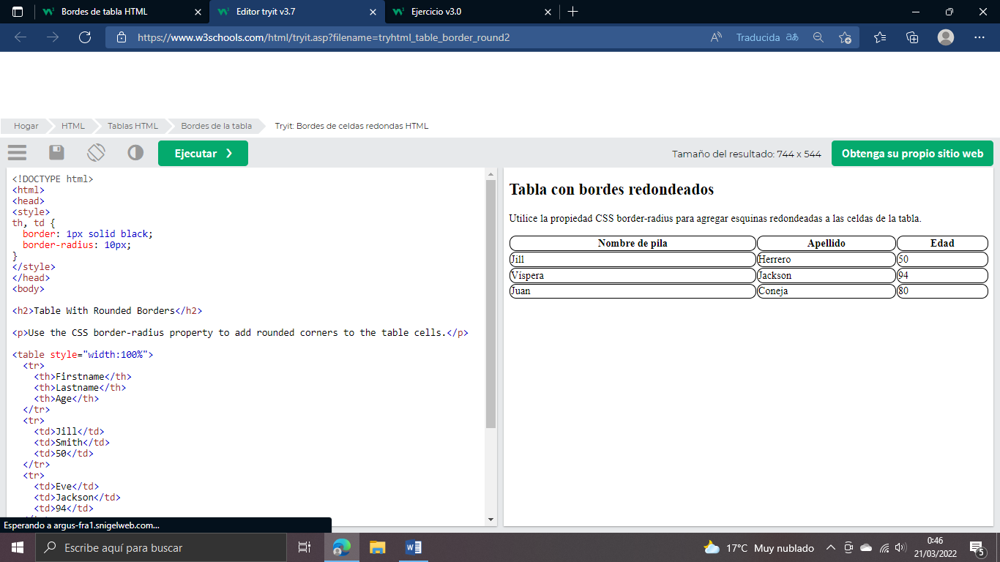 Bordes de tabla HTML
Editor tryit v3.7
Ejercicio v3.0
https://www.w3schools.com/html/tryit.asp?filename=tryhtml_table_border_round2
Traducida
Hogar
HTML
Tablas HTML
Bordes de la tabla
Tryit: Bordes de celdas redondas HTML
Ejecutar ❯
Tamaño del resultado: 744 x 544
Obtenga su propio sitio web
<!DOCTYPE html>
<html>
<head>
<style>
th, td {
  border: 1px solid black;
  border-radius: 10px;
}
</style>
</head>
<body>
<h2>Table With Rounded Borders</h2>
<p>Use the CSS border-radius property to add rounded corners to the table cells.</p>
<table style="width:100%">
  <tr>
    <th>Firstname</th>
    <th>Lastname</th>
    <th>Age</th>
  </tr>
  <tr>
    <td>Jill</td>
    <td>Smith</td>
    <td>50</td>
  </tr>
  <tr>
    <td>Eve</td>
    <td>Jackson</td>
    <td>94</td>
Tabla con bordes redondeados
Utilice la propiedad CSS border-radius para agregar esquinas redondeadas a las celdas de la tabla.
Nombre de pila Apellido Edad
Jill Herrero 50
Víspera Jackson 94
Juan Coneja 80
Esperando a argus-fra1.snigelweb.com...
Escribe aquí para buscar
17°C Muy nublado
0:46
21/03/2022
5